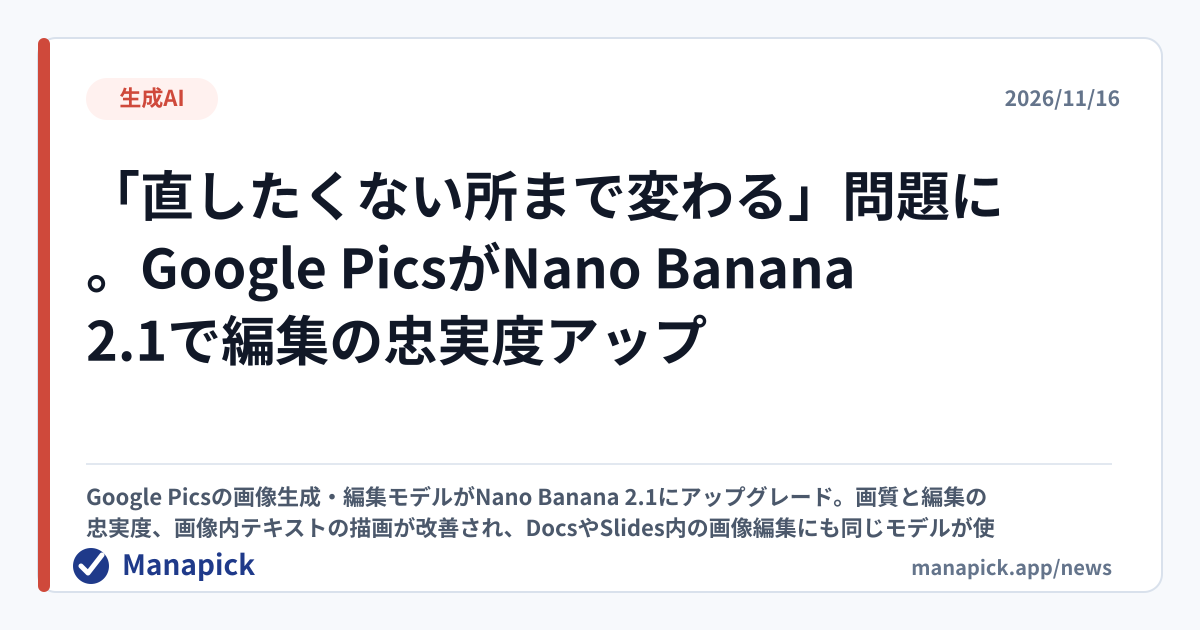 生成AI
2026/11/16
「直したくない所まで変わる」問題に
。Google PicsがNano Banana
2.1で編集の忠実度アップ
Google Picsの画像生成・編集モデルがNano Banana 2.1にアップグレード。画質と編集の
忠実度、画像内テキストの描画が改善され、DocsやSlides内の画像編集にも同じモデルが使
Manapick
manapick.app/news